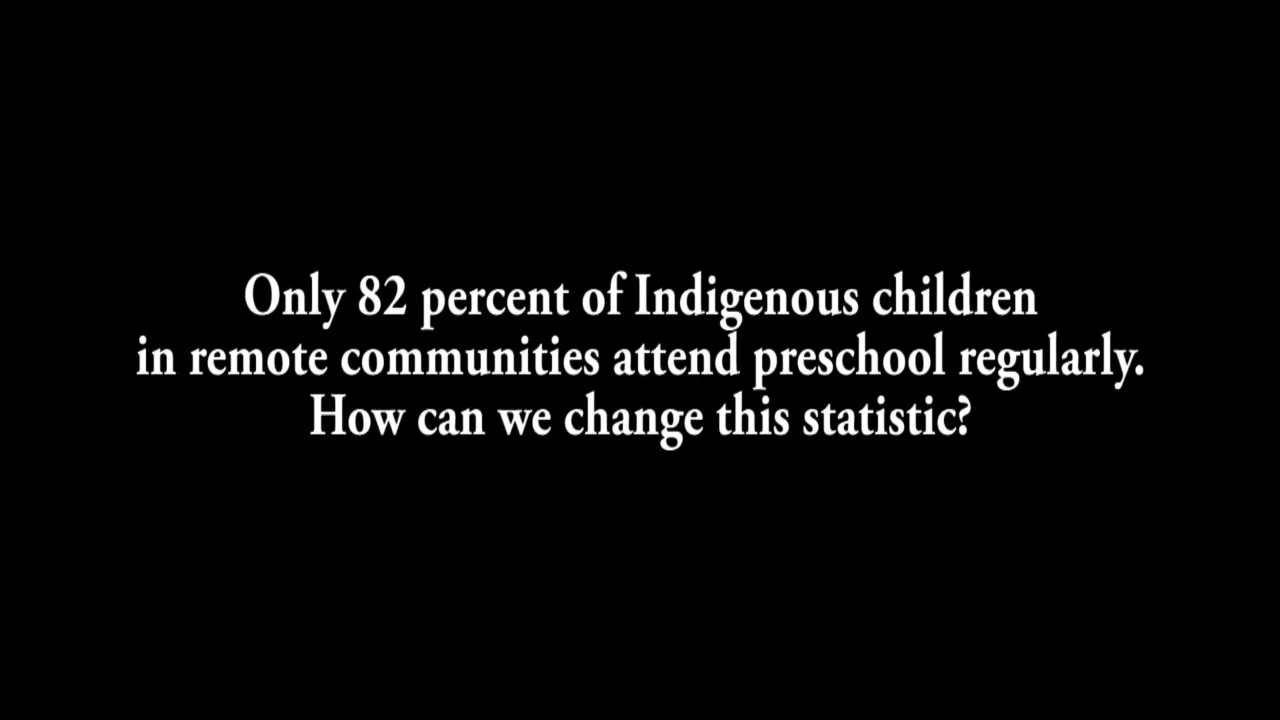 Only 82 percent of Indigenous children
in remote communities attend preschool regularly.
How can we change this statistic?